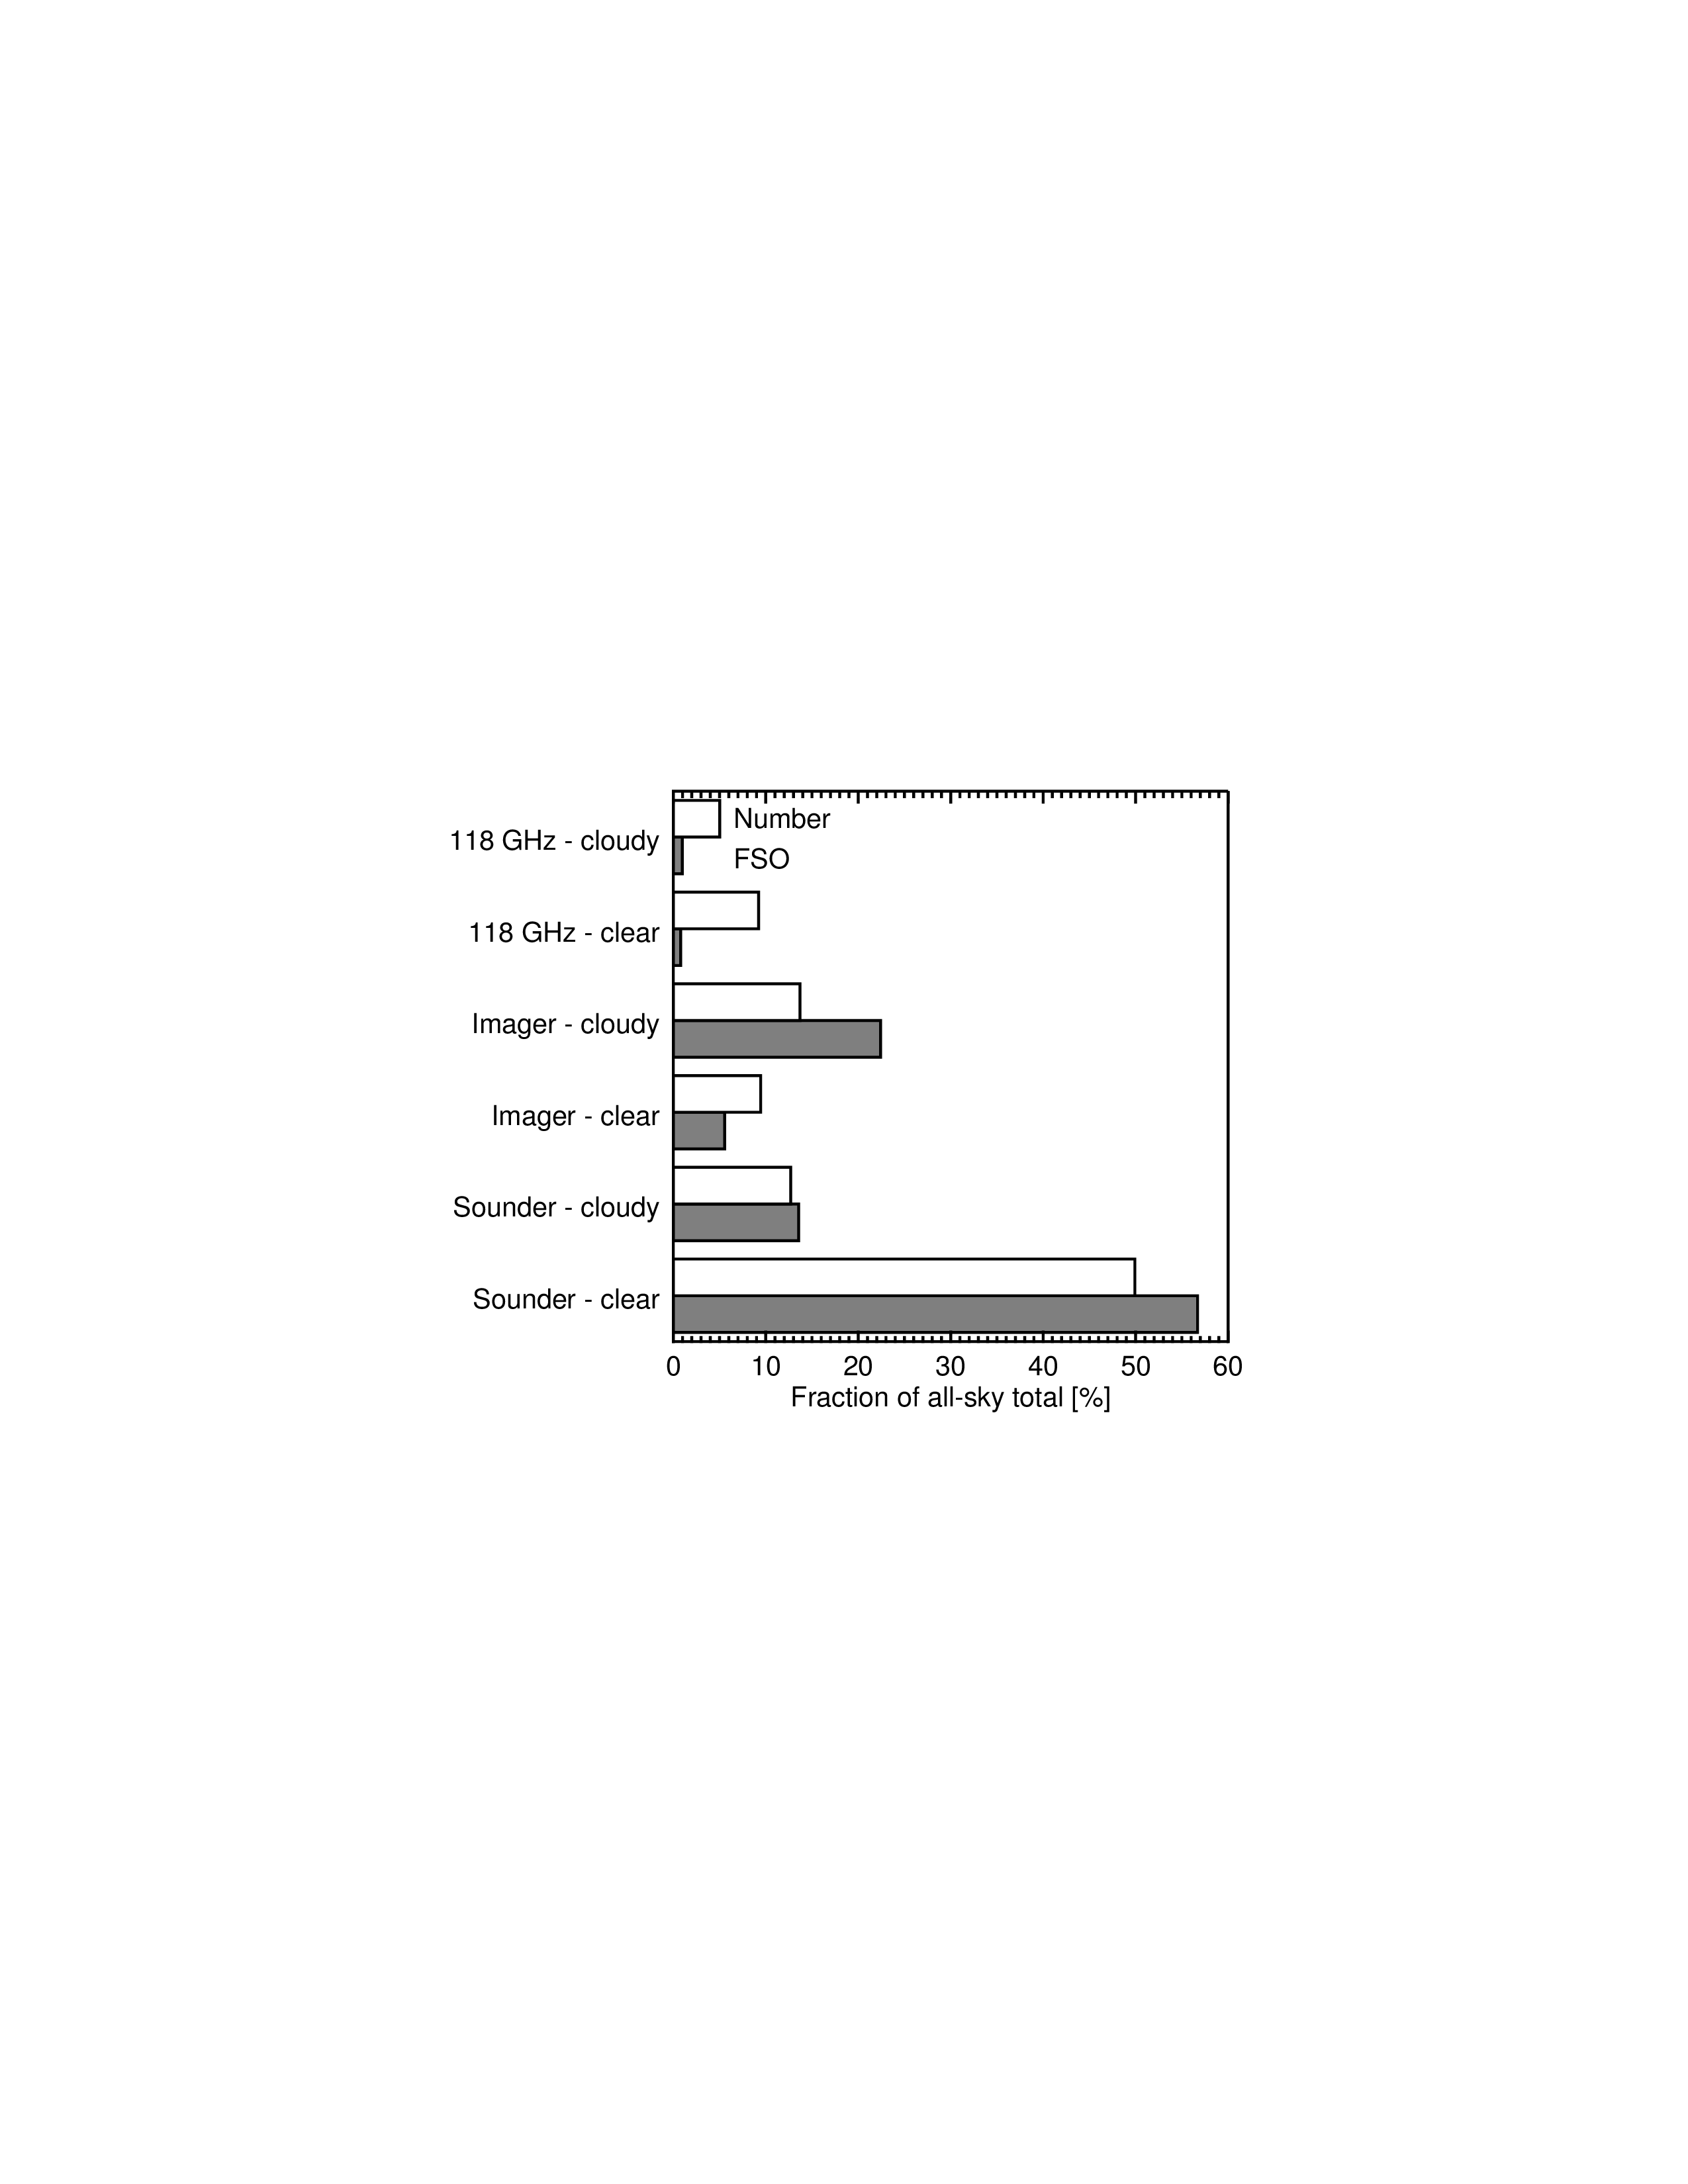 118 GHz - cloudy
Number
FSO
118 GHz - clear
Imager - cloudy
Imager - clear
Sounder - cloudy
Sounder - clear
0 10 20 30 40 50 60
Fraction of all-sky total [%]